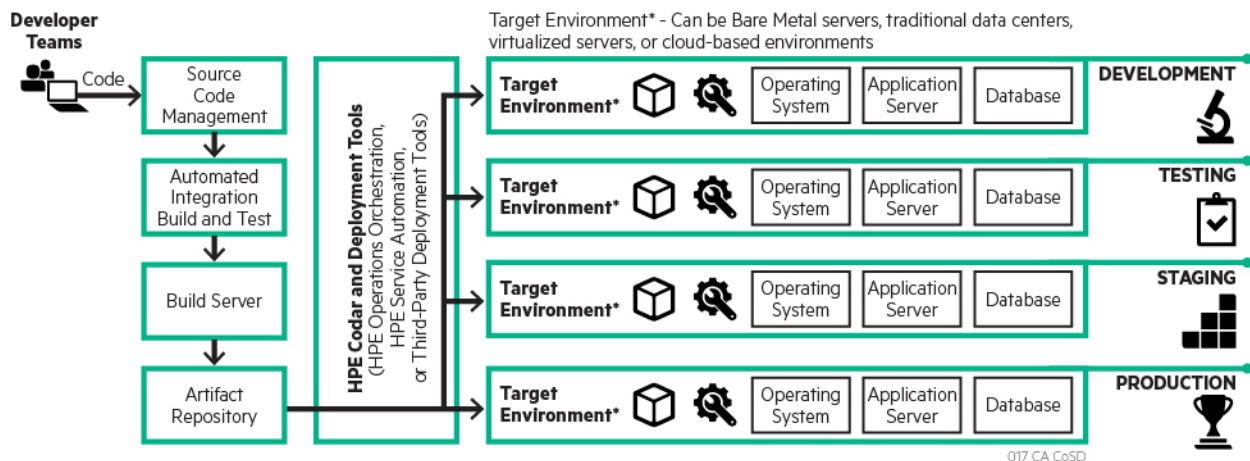 Developer
Teams
Code
Source
Code
Management
Automated
Integration
Build and Test
Build Server
Artifact
Repository
HPE Codar and Deployment Tools
(HPE Operations Orchestration,
HPE Service Automation,
or Third-Party Deployment Tools)
Target Environment* - Can be Bare Metal servers, traditional data centers,
virtualized servers, or cloud-based environments
Target
Environment*
Operating
System
Application
Server
Database
DEVELOPMENT
Target
Environment*
Operating
System
Application
Server
Database
TESTING
Target
Environment*
Operating
System
Application
Server
Database
STAGING
Target
Environment*
Operating
System
Application
Server
Database
PRODUCTION
017 CA CoSD